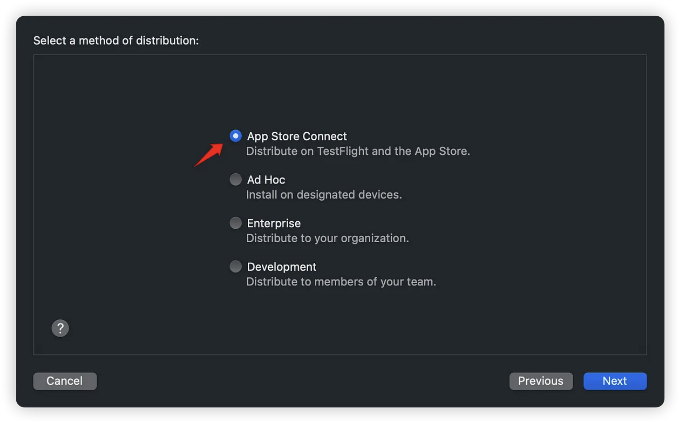 Select a method of distribution:
App Store Connect
Distribute on TestFlight and the App Store.
Ad Hoc
Install on designated devices.
Enterprise
Distribute to your organization.
Development
Distribute to members of your team.
?
Cancel
Previous
Next